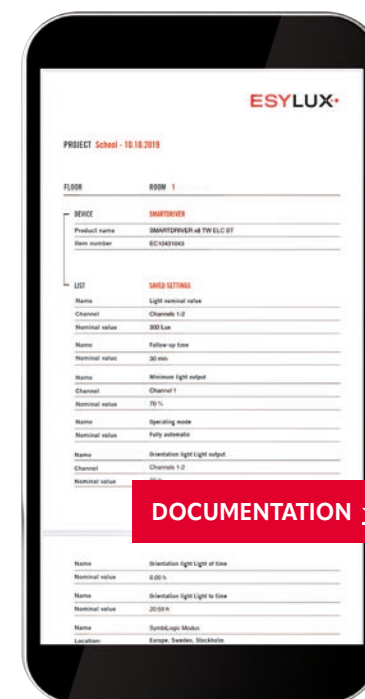 ESYLUX
PROJECT School - 10.10.2019
FLOOR ROOM 1
DEVICE SMARTDRIVER
Product name SMARTDRIVER x8 TW ELC BT
Item number EC10431043
LIST SAVED SETTINGS
Name Light nominal value
Channel Channels 1-2
Nominal value 300 Lux
Name Follow-up time
Nominal value 30 min
Name Minimum light output
Channel Channel 1
Nominal value 70 %
Name Operating mode
Nominal value Fully automatic
Name Orientation light Light output
Channel Channels 1-2
Nominal value
DOCUMENTATION
Name Orientation light Light of time
Nominal value 6:00 h
Name Orientation light Light to time
Nominal value 20:59 h
Name SymbiLogic Modus
Location: Europe, Sweden, Stockholm